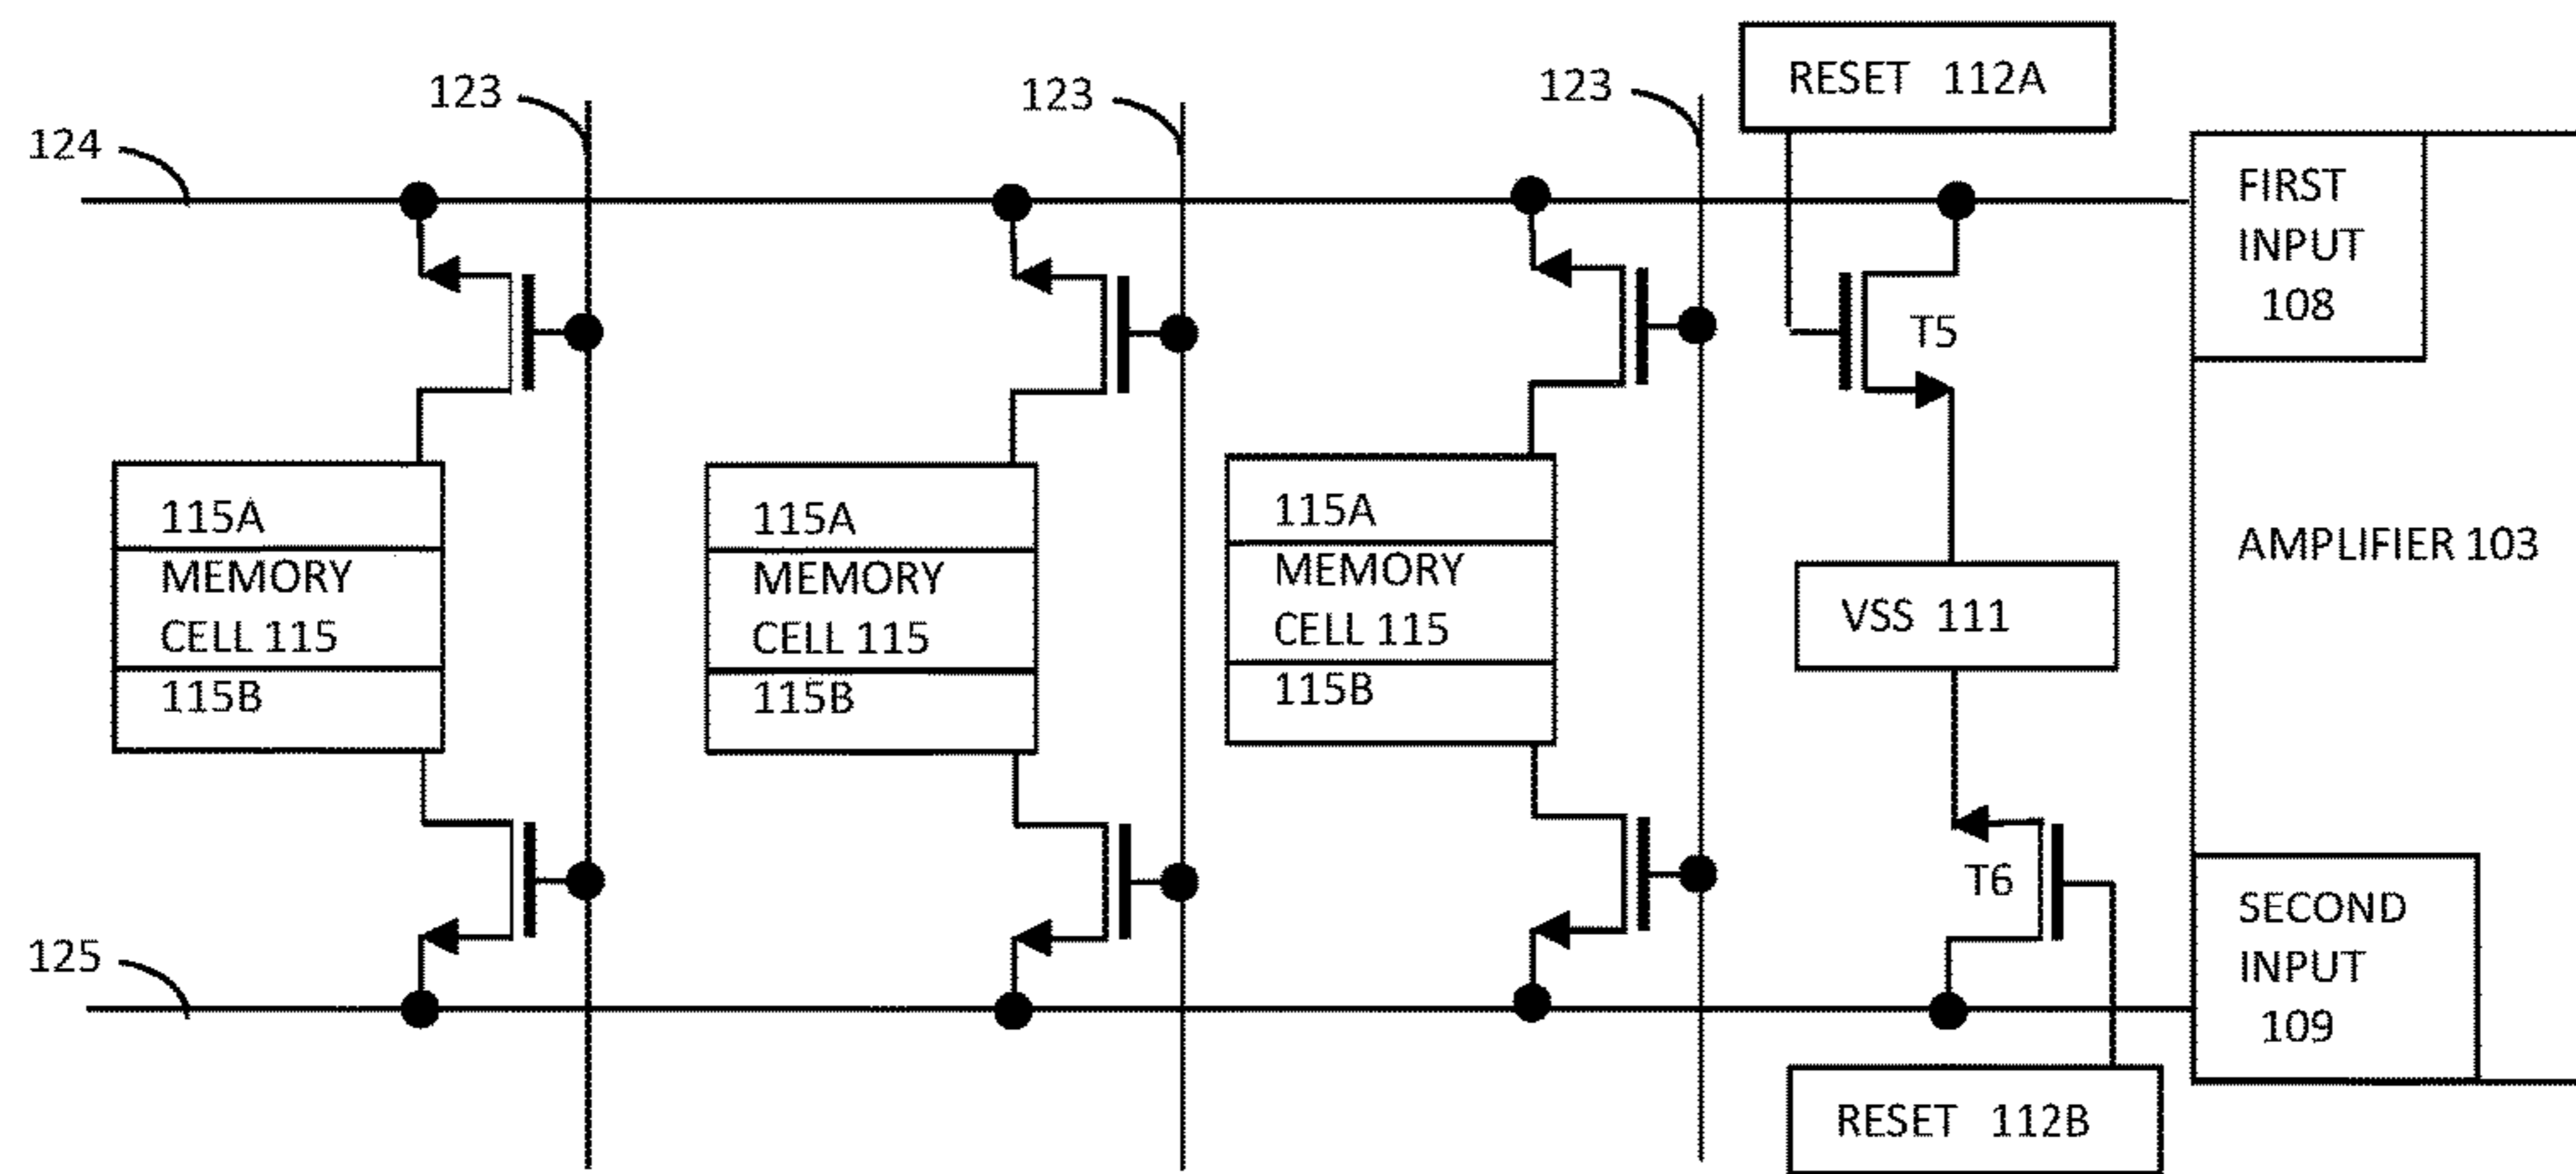 123
123
123
RESET 112A
124
FIRST
INPUT
108
T5
115A
MEMORY
CELL 115
115B
115A
MEMORY
CELL 115
115B
115A
MEMORY
CELL 115
115B
VSS 111
AMPLIFIER 103
T6
125
SECOND
INPUT
109
RESET 112B